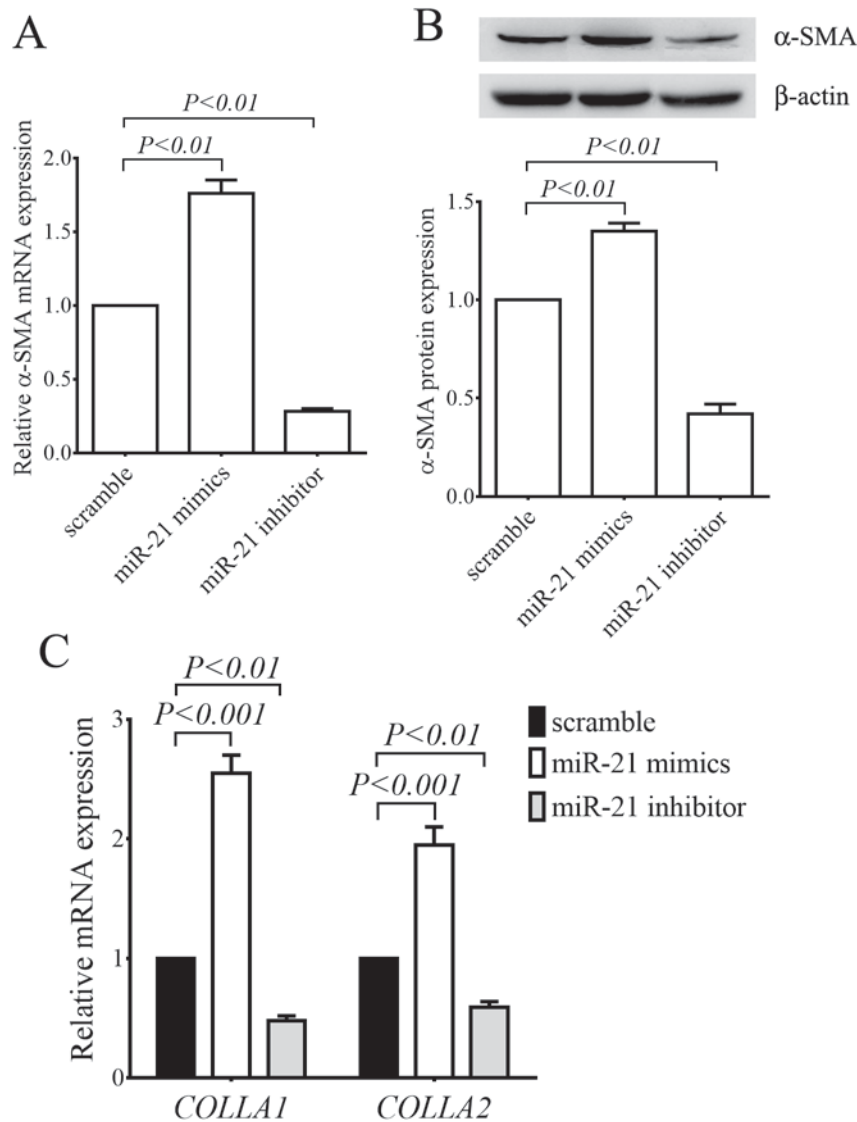 A
P<0.01
P<0.01
Relative α-SMA mRNA expression
2.0
1.5
1.0
0.5
0.0
scramble
miR-21 mimics
miR-21 inhibitor
B
α-SMA
β-actin
P<0.01
P<0.01
α-SMA protein expression
1.5
1.0
0.5
0.0
scramble
miR-21 mimics
miR-21 inhibitor
C
P<0.01
P<0.001
P<0.01
P<0.001
Relative mRNA expression
3
2
1
0
COLLA1
COLLA2
scramble
miR-21 mimics
miR-21 inhibitor